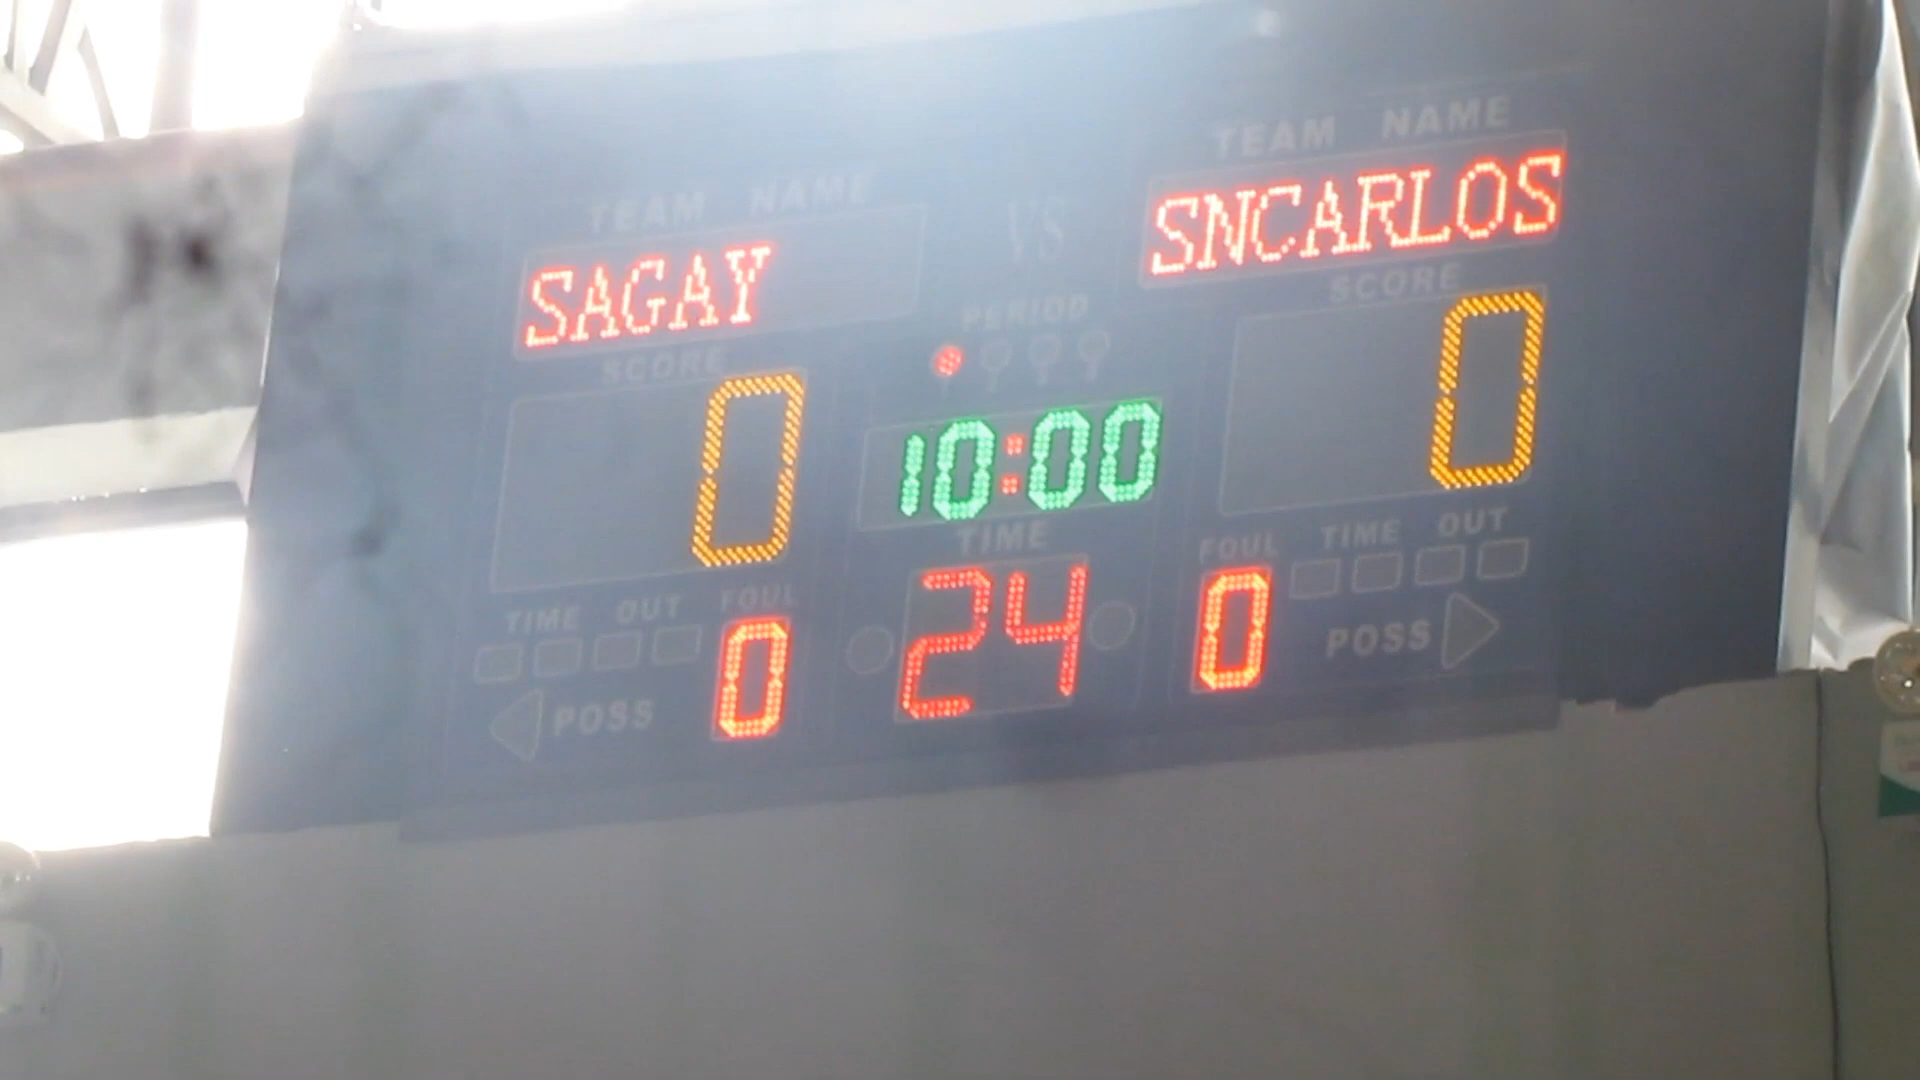 TEAM NAME
TEAM NAME
SAGAY
VS
SNCARLOS
SCORE
PERIOD
SCORE
0
10:00
0
TIME
TIME OUT
FOUL
24
FOUL
TIME OUT
0
0
POSS
POSS